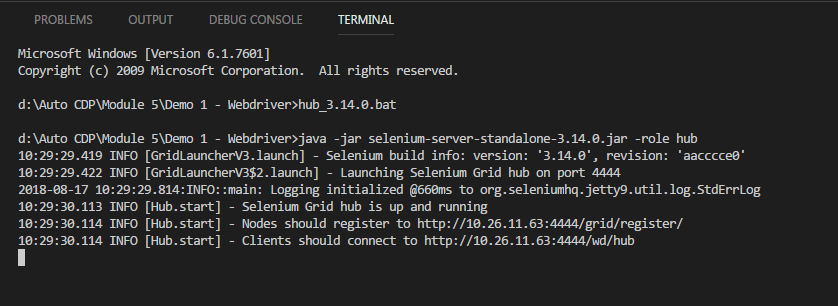 PROBLEMS OUTPUT DEBUG CONSOLE TERMINAL
Microsoft Windows [Version 6.1.7601]
Copyright (c) 2009 Microsoft Corporation.  All rights reserved.
d:\Auto CDP\Module 5\Demo 1 - Webdriver>hub_3.14.0.bat
d:\Auto CDP\Module 5\Demo 1 - Webdriver>java -jar selenium-server-standalone-3.14.0.jar -role hub
10:29:29.419 INFO [GridLauncherV3.launch] - Selenium build info: version: '3.14.0', revision: 'aacccce0'
10:29:29.422 INFO [GridLauncherV3$2.launch] - Launching Selenium Grid hub on port 4444
2018-08-17 10:29:29.814:INFO::main: Logging initialized @660ms to org.seleniumhq.jetty9.util.log.StdErrLog
10:29:30.113 INFO [Hub.start] - Selenium Grid hub is up and running
10:29:30.114 INFO [Hub.start] - Nodes should register to http://10.26.11.63:4444/grid/register/
10:29:30.114 INFO [Hub.start] - Clients should connect to http://10.26.11.63:4444/wd/hub